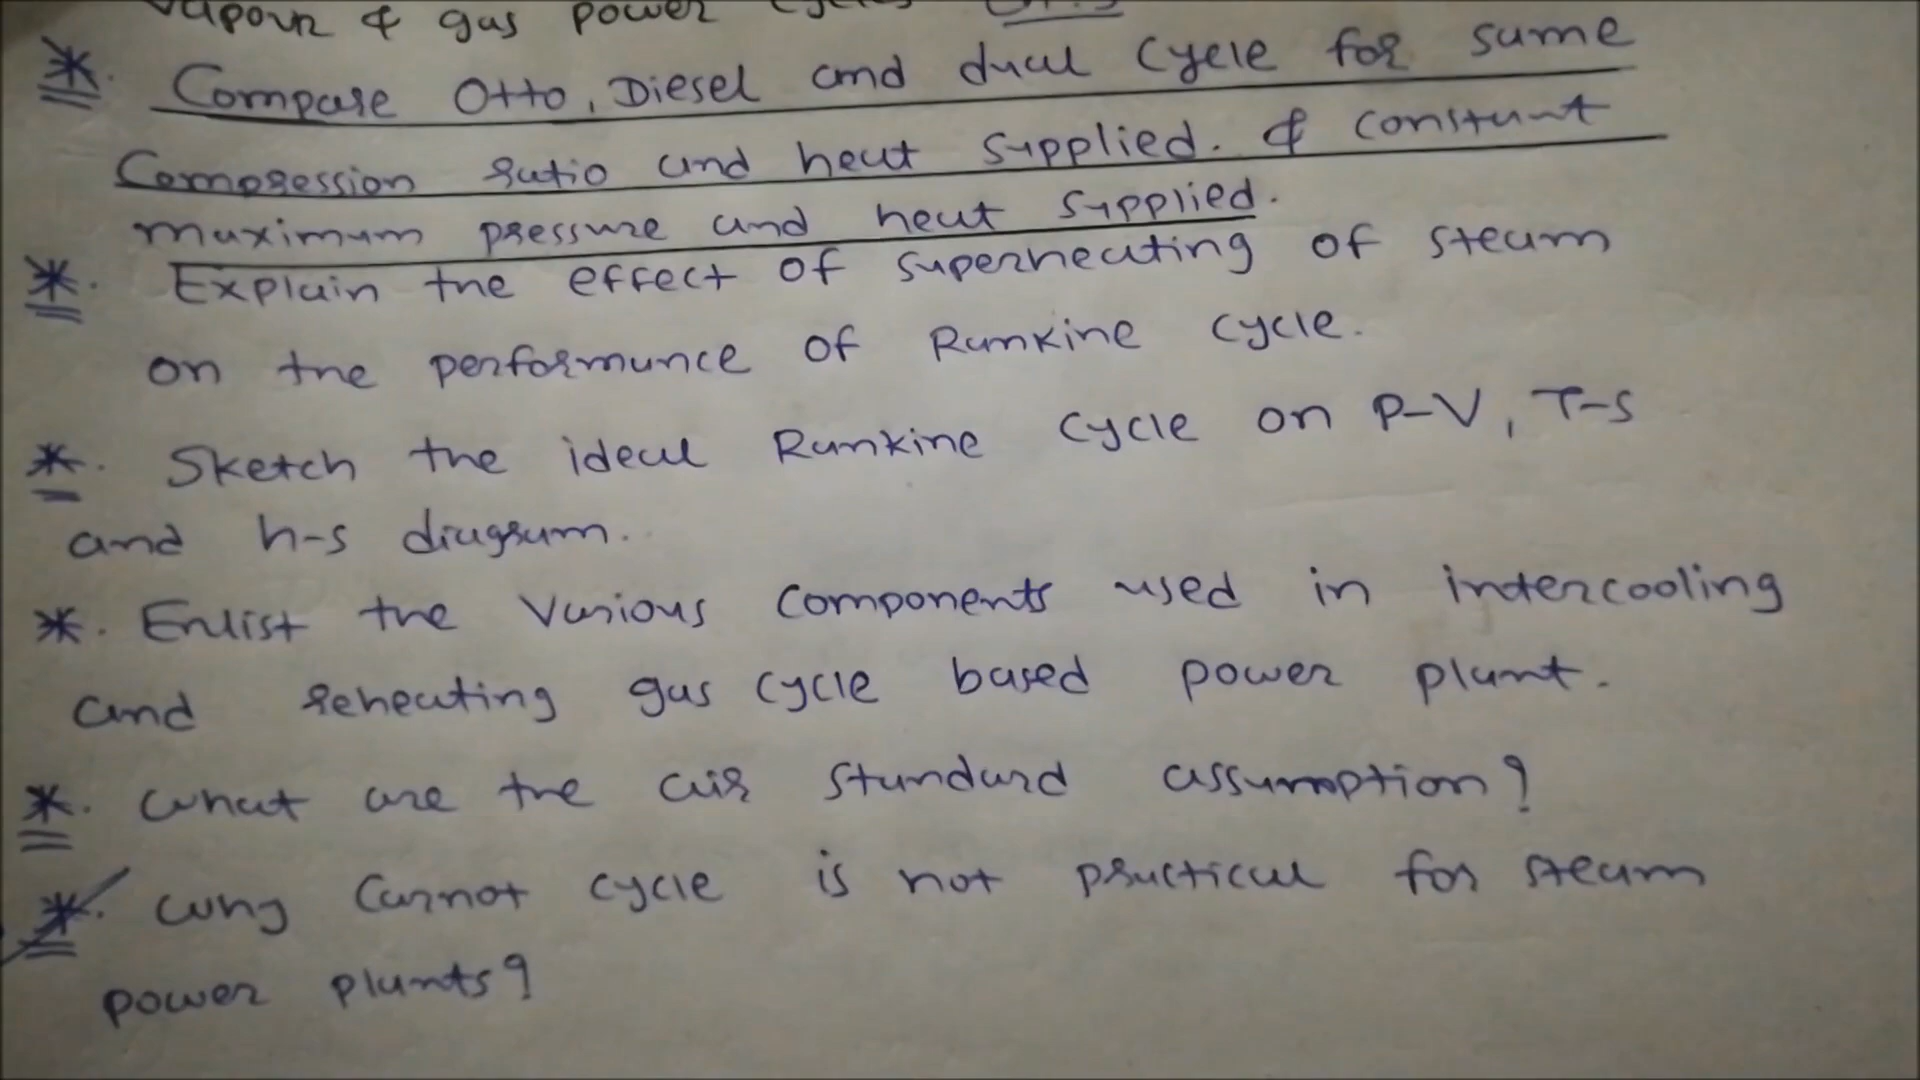 Vapour & gas power cycles
* Compare Otto, Diesel and dual cycle for same
Compression ratio and heat supplied. & constant
maximum pressure and heat supplied.
* Explain the effect of superheating of steam
on the performance of Rankine cycle.
* Sketch the ideal Rankine cycle on P-V, T-S
and h-s diagram.
* Enlist the various components used in intercooling
and reheating gas cycle based power plant.
* What are the air standard assumption?
* Why Carnot cycle is not practical for steam
power plants?